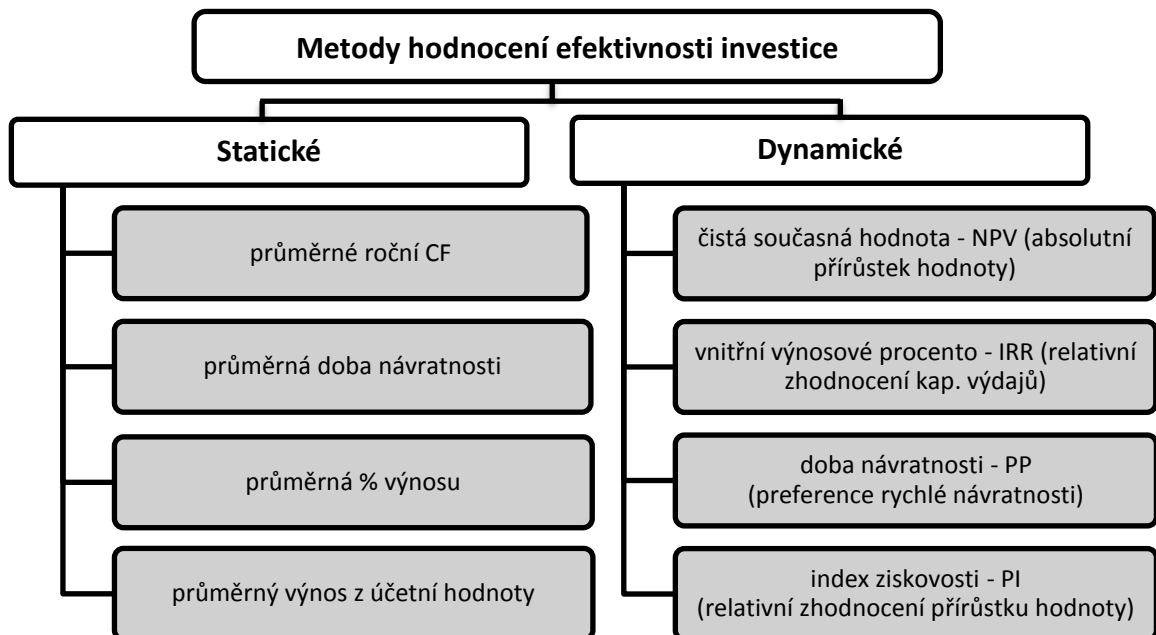 Metody hodnocení efektivnosti investice
Statické
průměrné roční CF
průměrná doba návratnosti
průměrná % výnosu
průměrný výnos z účetní hodnoty
Dynamické
čistá současná hodnota - NPV (absolutní
přírůstek hodnoty)
vnitřní výnosové procento - IRR (relativní
zhodnocení kap. výdajů)
doba návratnosti - PP
(preference rychlé návratnosti)
index ziskovosti - PI
(relativní zhodnocení přírůstku hodnoty)